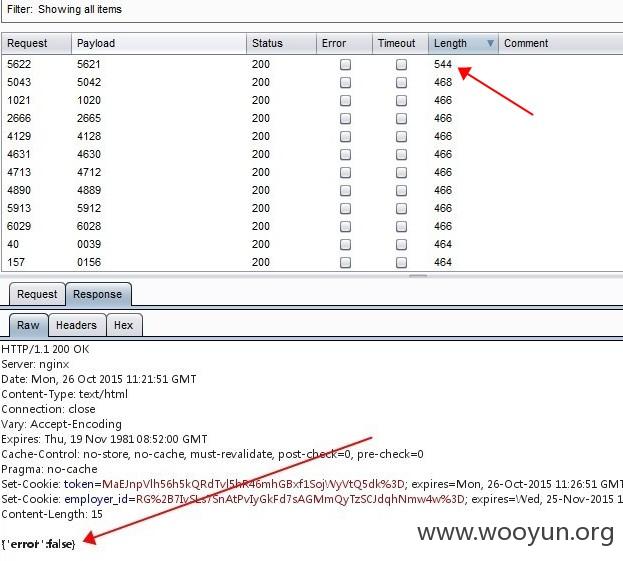 Filter: Showing all items
Request Payload Status Error Timeout Length Comment
5622 5621 200 544
5043 5042 200 468
1021 1020 200 466
2666 2665 200 466
4129 4128 200 466
4631 4630 200 466
4713 4712 200 466
4890 4889 200 466
5913 5912 200 466
6029 6028 200 466
40 0039 200 464
157 0156 200 464
Request Response
Raw Headers Hex
HTTP/1.1 200 OK
Server: nginx
Date: Mon, 26 Oct 2015 11:21:51 GMT
Content-Type: text/html
Connection: close
Vary: Accept-Encoding
Expires: Thu, 19 Nov 1981 08:52:00 GMT
Cache-Control: no-store, no-cache, must-revalidate, post-check=0, pre-check=0
Pragma: no-cache
Set-Cookie: expires=Mon, 26-Oct-2015 11:26:51 GMT
Set-Cookie: expires=Wed, 25-Nov-2015 1
Content-Length: 15
{"error":false}
www.wooyun.org